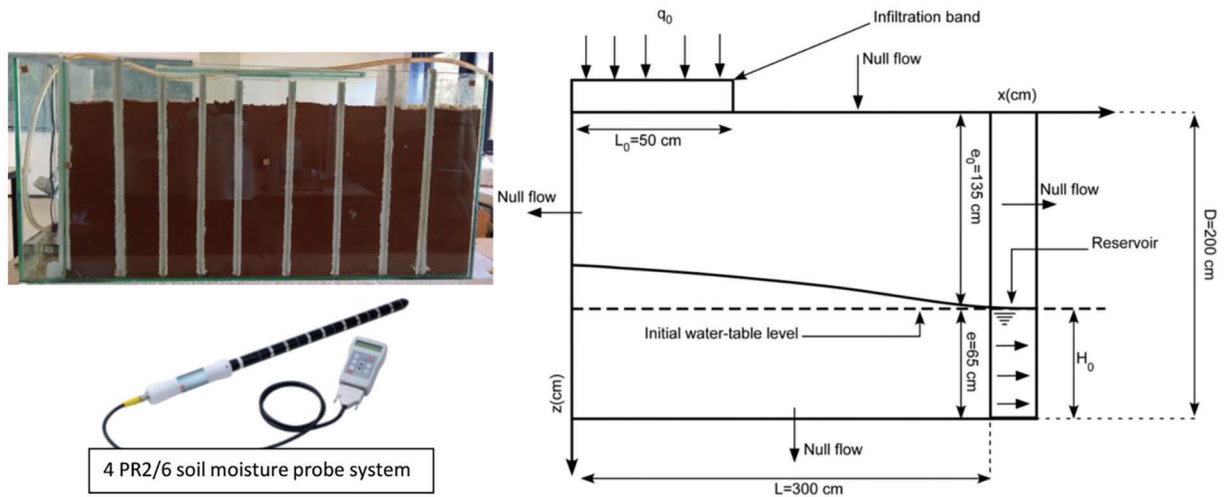 q₀
Infiltration band
Null flow
x(cm)
L₀=50 cm
e₀=135 cm
Null flow
Null flow
D=200 cm
Reservoir
Initial water-table level
e=65 cm
H₀
z(cm)
Null flow
4 PR2/6 soil moisture probe system
L=300 cm